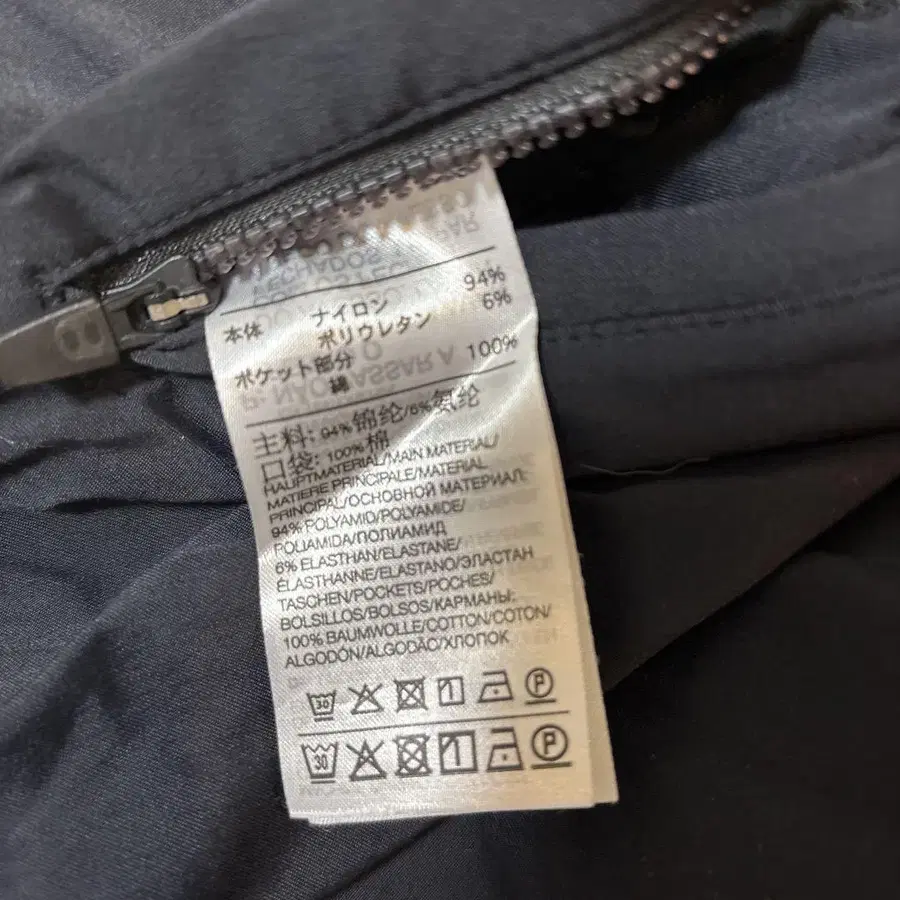 本体 ナイロン 94%
ポリウレタン 6%
ポケット部分
綿 100%
主料: 94%锦纶/6%氨纶
口袋: 100%棉
HAUPTMATERIAL/MAIN MATERIAL/
MATIERE PRINCIPALE/MATERIAL
PRINCIPAL/ОСНОВНОЙ МАТЕРИАЛ:
94% POLYAMID/POLYAMIDE/
POLIAMIDA/ПОЛИАМИД
6% ELASTHAN/ELASTANE/
ÉLASTHANNE/ELASTANO/ЭЛАСТАН
TASCHEN/POCKETS/POCHES/
BOLSILLOS/BOLSOS/КАРМАНЫ:
100% BAUMWOLLE/COTTON/COTON/
ALGODÓN/ALGODÃO/ХЛОПОК
30 P
30 P